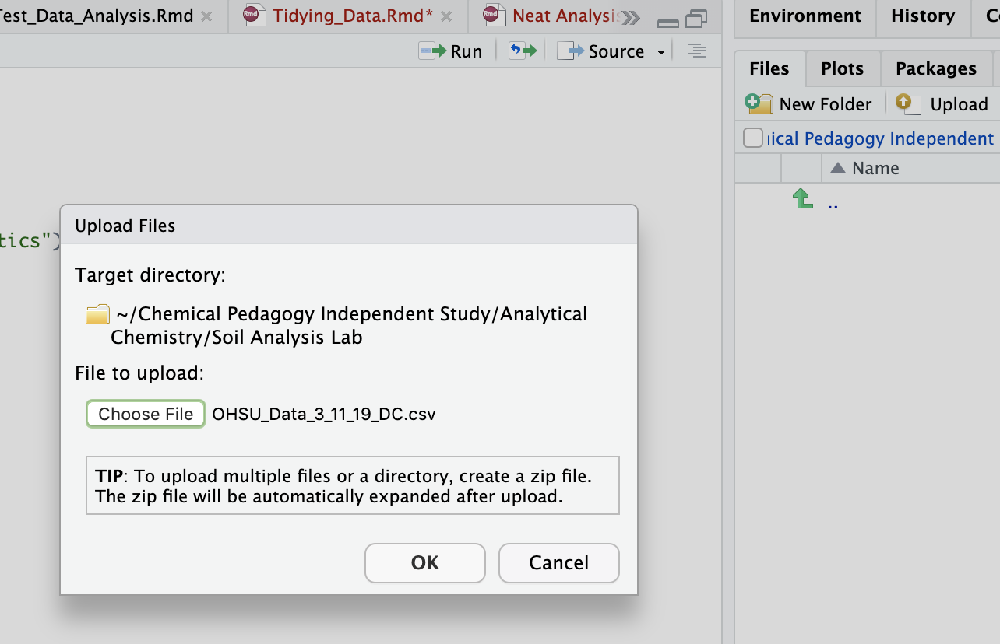 Test_Data_Analysis.Rmd
Tidying_Data.Rmd*
Neat Analysis
Environment
History
Run
Source
Files
Plots
Packages
New Folder
Upload
nical Pedagogy Independent
Name
..
tics")
Upload Files
Target directory:
~/Chemical Pedagogy Independent Study/Analytical
Chemistry/Soil Analysis Lab
File to upload:
Choose File OHSU_Data_3_11_19_DC.csv
TIP: To upload multiple files or a directory, create a zip file.
The zip file will be automatically expanded after upload.
OK
Cancel